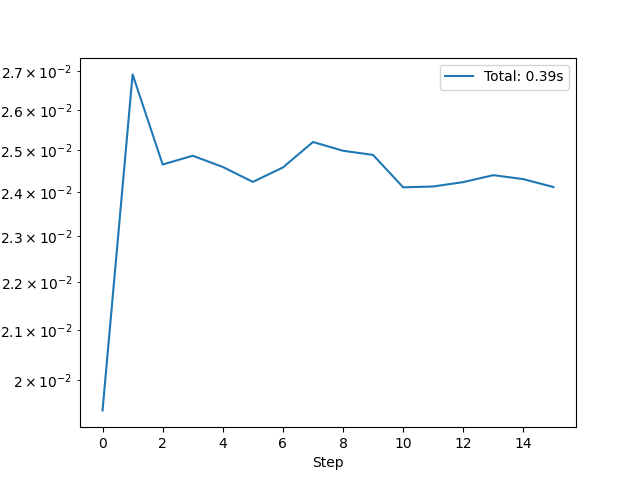 2.7 × 10⁻²
2.6 × 10⁻²
2.5 × 10⁻²
2.4 × 10⁻²
2.3 × 10⁻²
2.2 × 10⁻²
2.1 × 10⁻²
2 × 10⁻²
Total: 0.39s
0 2 4 6 8 10 12 14
Step